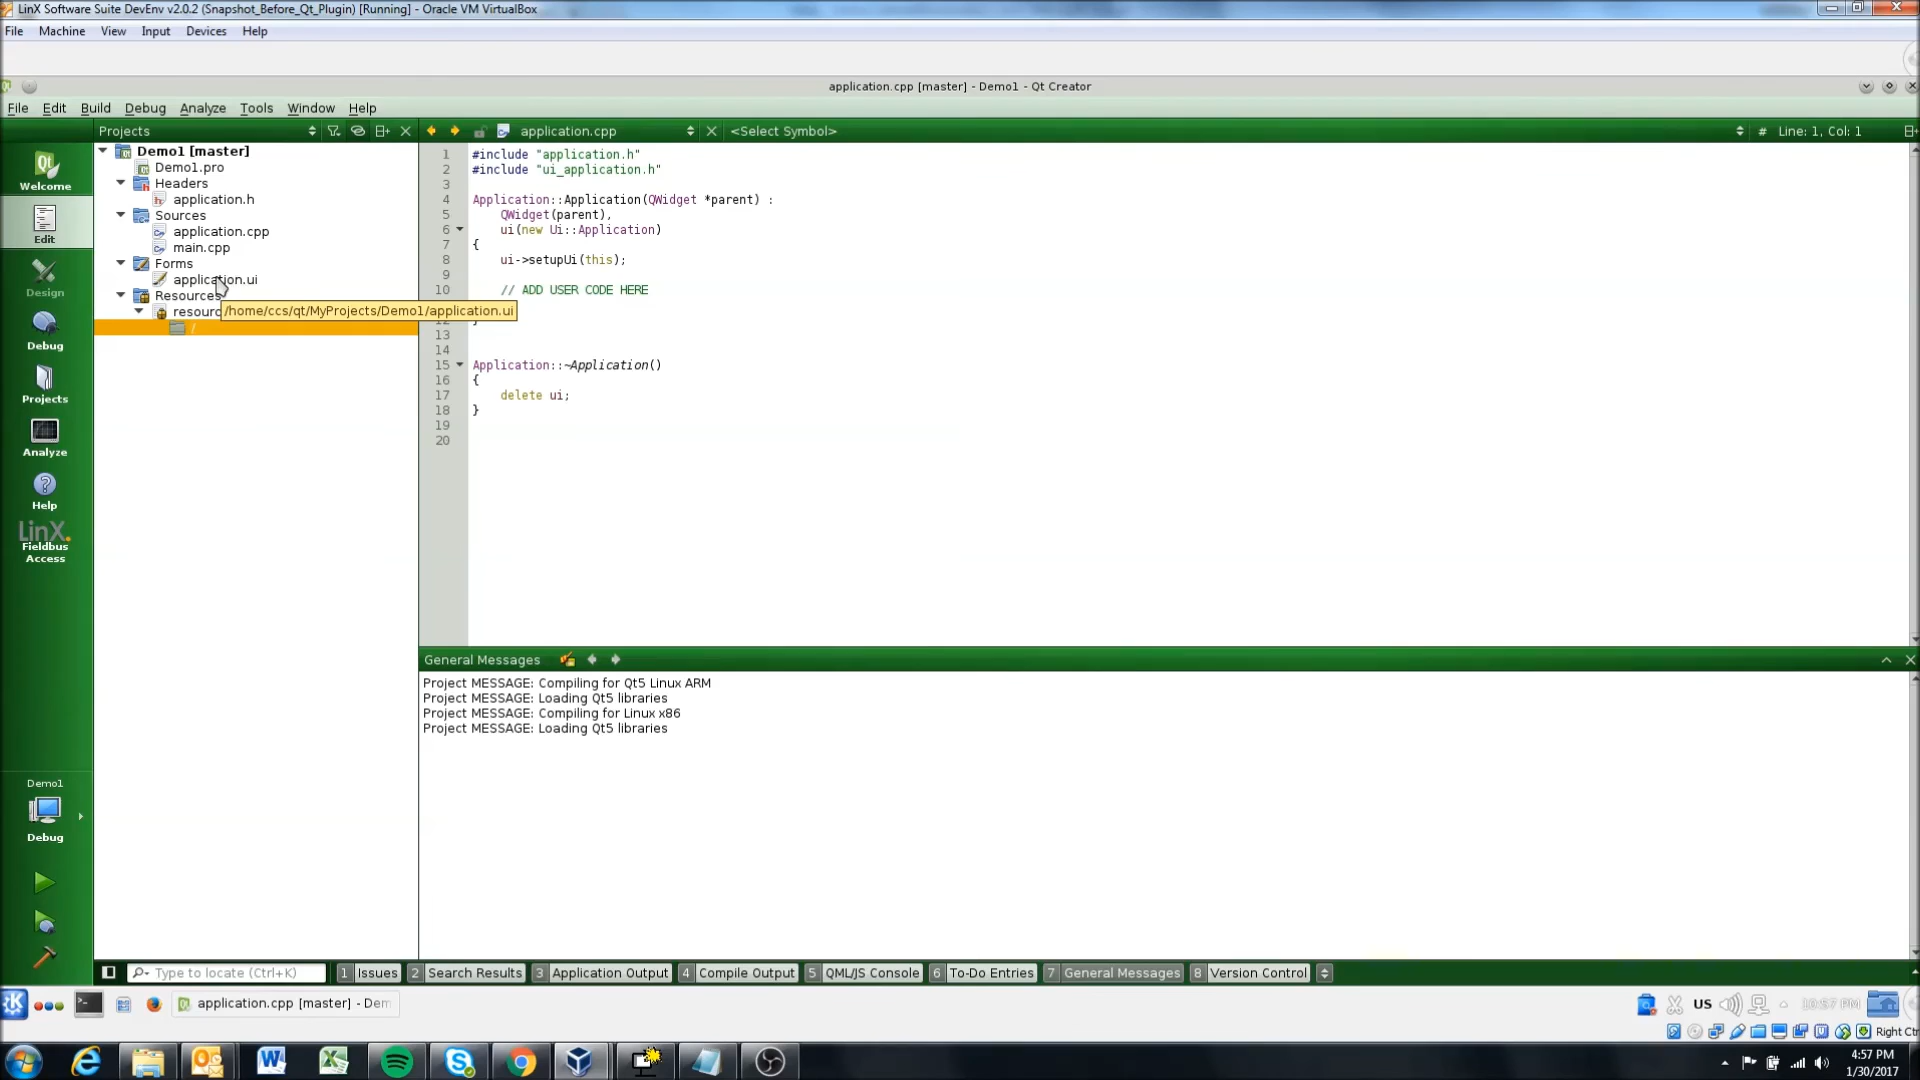 LinX Software Suite DevEnv v2.0.2 (Snapshot_Before_Qt_Plugin) [Running] - Oracle VM VirtualBox
File Machine View Input Devices Help
application.cpp [master] - Demo1 - Qt Creator
File Edit Build Debug Analyze Tools Window Help
Projects
application.cpp
<Select Symbol>
# Line: 1, Col: 1
Welcome
Edit
Design
Debug
Projects
Analyze
Help
LinX.
Fieldbus
Access
Demo1
Debug
Demo1 [master]
Demo1.pro
Headers
application.h
Sources
application.cpp
main.cpp
Forms
application.ui
Resources
resourc
/
/home/ccs/qt/MyProjects/Demo1/application.ui
1 #include "application.h"
2 #include "ui_application.h"
3
4 Application::Application(QWidget *parent) :
5 QWidget(parent),
6 ui(new Ui::Application)
7 {
8 ui->setupUi(this);
9
10 // ADD USER CODE HERE
12 }
13
14
15 Application::~Application()
16 {
17 delete ui;
18 }
19
20
General Messages
Project MESSAGE: Compiling for Qt5 Linux ARM
Project MESSAGE: Loading Qt5 libraries
Project MESSAGE: Compiling for Linux x86
Project MESSAGE: Loading Qt5 libraries
Type to locate (Ctrl+K)
1 Issues 2 Search Results 3 Application Output 4 Compile Output 5 QML/JS Console 6 To-Do Entries 7 General Messages 8 Version Control
application.cpp [master] - Dem
US
10:57 PM
Right Ctr
4:57 PM
1/30/2017